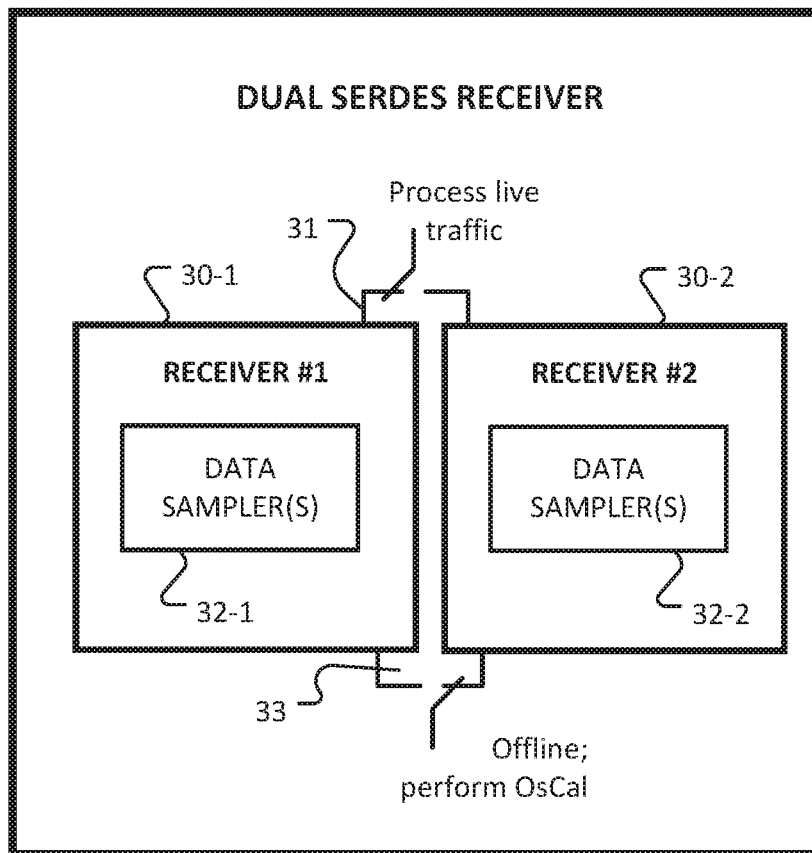 DUAL SERDES RECEIVER
Process live
traffic
31
30-1
30-2
RECEIVER #1
RECEIVER #2
DATA
SAMPLER(S)
DATA
SAMPLER(S)
32-1
32-2
33
Offline;
perform OsCal